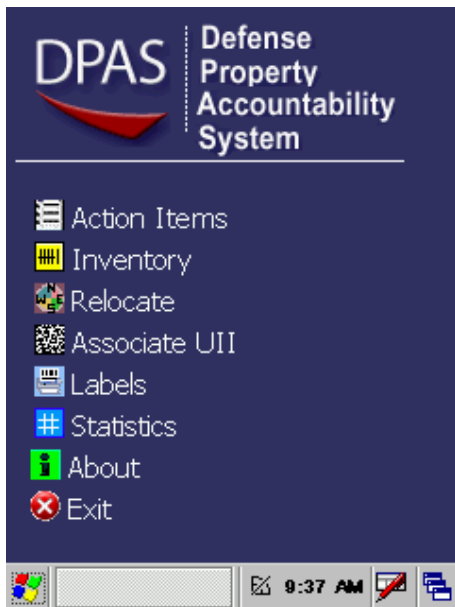 DPAS
Defense
Property
Accountability
System
Action Items
Inventory
Relocate
Associate UII
Labels
Statistics
About
Exit
9:37 AM